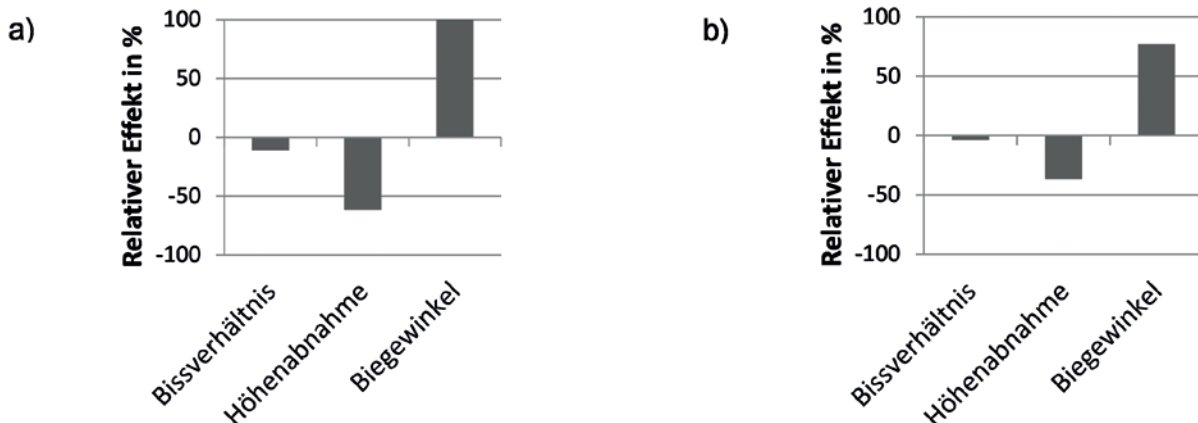 a)
Relativer Effekt in %
100
50
0
-50
-100
Bissverhältnis
Höhenabnahme
Biegewinkel
b)
Relativer Effekt in %
100
50
0
-50
-100
Bissverhältnis
Höhenabnahme
Biegewinkel